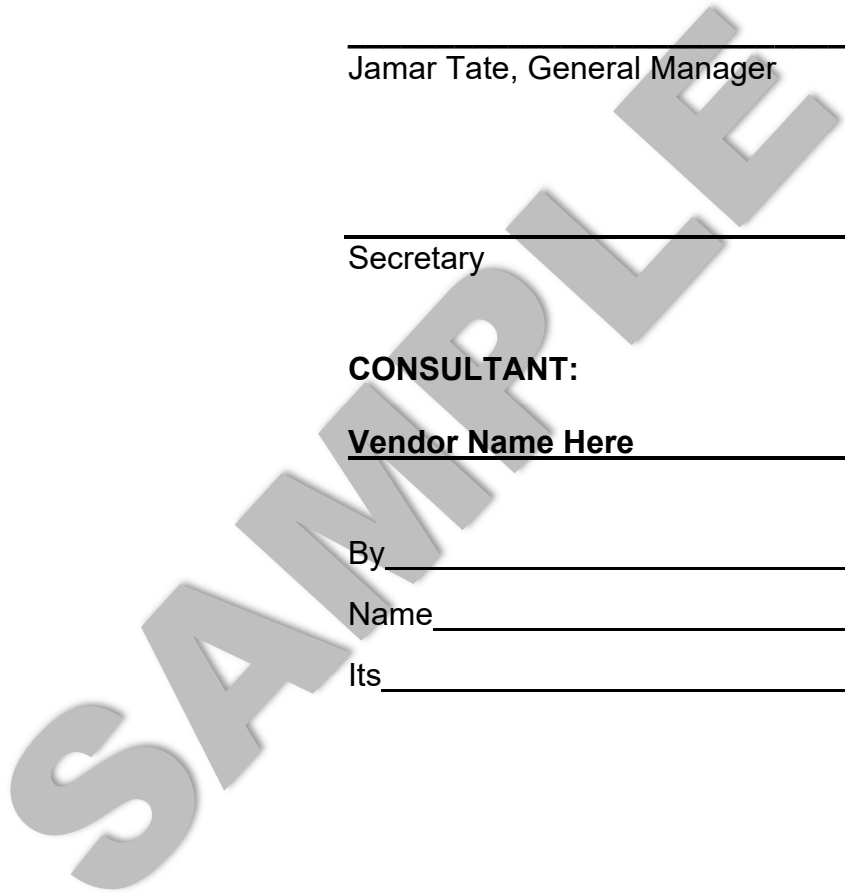 Jamar Tate, General Manager
Secretary
CONSULTANT:
Vendor Name Here
By
Name
Its
SAMPLE